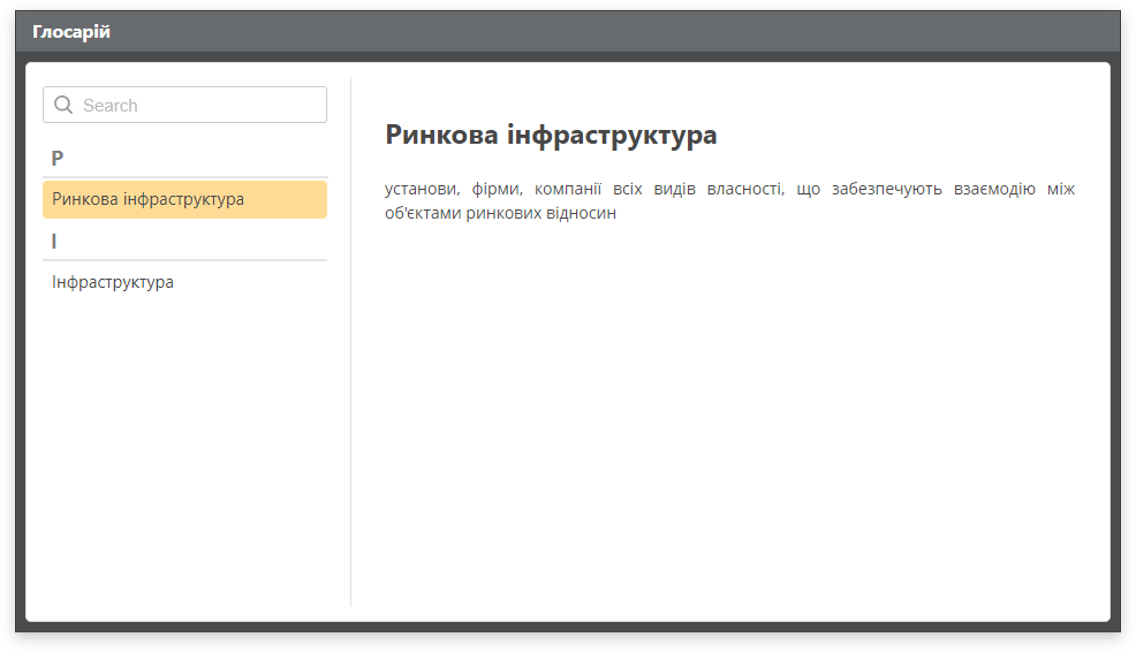 Глосарій
Search
Р
Ринкова інфраструктура
І
Інфраструктура
Ринкова інфраструктура
установи, фірми, компанії всіх видів власності, що забезпечують взаємодію між
об'єктами ринкових відносин